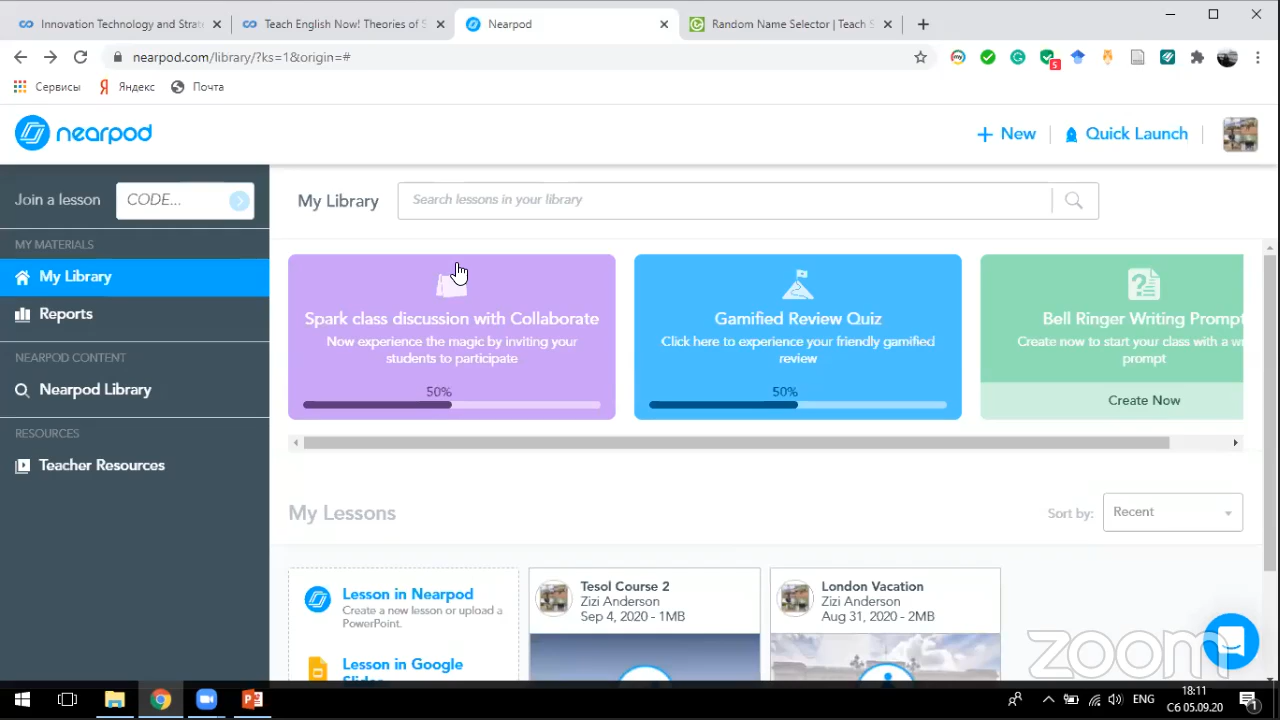 Innovation Technology and Strate
Teach English Now! Theories of S
Nearpod
Random Name Selector | Teach S
nearpod.com/library/?ks=1&origin=#
5
Сервисы
Яндекс
Почта
nearpod
New
Quick Launch
Join a lesson
CODE...
My Library
Search lessons in your library
MY MATERIALS
My Library
Reports
NEARPOD CONTENT
Nearpod Library
RESOURCES
Teacher Resources
Spark class discussion with Collaborate
Now experience the magic by inviting your
students to participate
50%
Gamified Review Quiz
Click here to experience your friendly gamified
review
50%
Bell Ringer Writing Prompt
Create now to start your class with a wr
prompt
Create Now
My Lessons
Sort by:
Recent
Lesson in Nearpod
Create a new lesson or upload a
PowerPoint.
Lesson in Google
Slides
Tesol Course 2
Zizi Anderson
Sep 4, 2020 - 1MB
London Vacation
Zizi Anderson
Aug 31, 2020 - 2MB
zoom
ENG
18:11
Сб 05.09.20
1